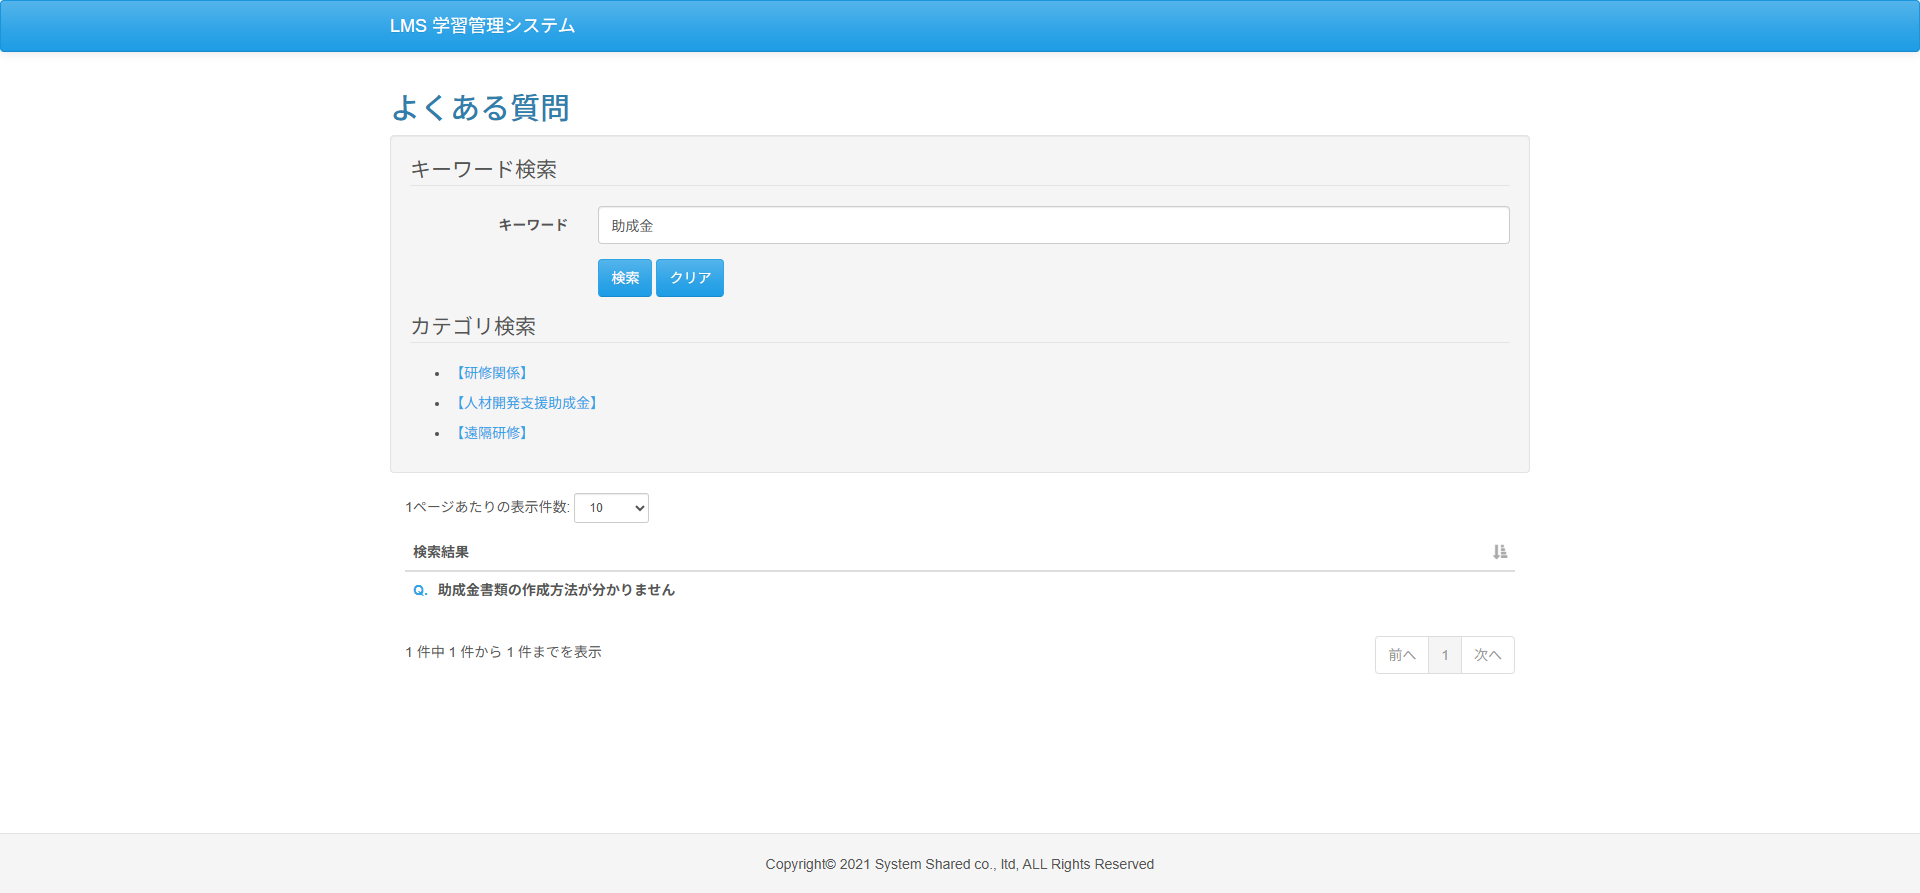 LMS 学習管理システム
よくある質問
キーワード検索
キーワード
助成金
検索 クリア
カテゴリ検索
• 【研修関係】
• 【人材開発支援助成金】
• 【遠隔研修】
1ページあたりの表示件数: 10
検索結果
Q. 助成金書類の作成方法が分かりません
1 件中 1 件から 1 件までを表示
前へ 1 次へ
Copyright© 2021 System Shared co., ltd, ALL Rights Reserved